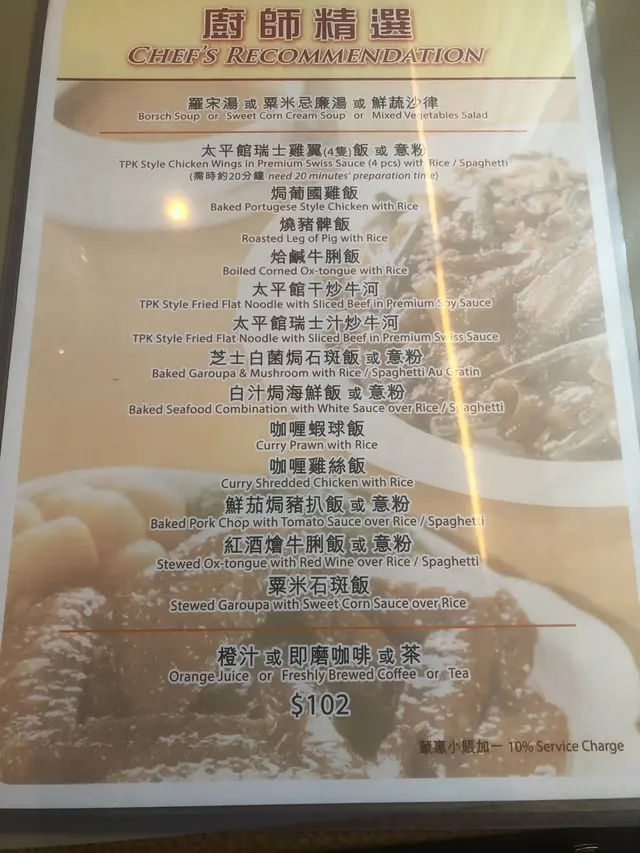 廚師精選
CHEF'S RECOMMENDATION
羅宋湯 或 粟米忌廉湯 或 鮮蔬沙律
Borsch Soup or Sweet Corn Cream Soup or Mixed Vegetables Salad
太平館瑞士雞翼(4隻)飯 或 意粉
TPK Style Chicken Wings in Premium Swiss Sauce (4 pcs) with Rice / Spaghetti
(需時約20分鐘 need 20 minutes' preparation time)
焗葡國雞飯
Baked Portugese Style Chicken with Rice
燒豬髀飯
Roasted Leg of Pig with Rice
烚鹹牛脷飯
Boiled Corned Ox-tongue with Rice
太平館干炒牛河
TPK Style Fried Flat Noodle with Sliced Beef in Premium Soy Sauce
太平館瑞士汁炒牛河
TPK Style Fried Flat Noodle with Sliced Beef in Premium Swiss Sauce
芝士白菌焗石斑飯 或 意粉
Baked Garoupa & Mushroom with Rice / Spaghetti Au Gratin
白汁焗海鮮飯 或 意粉
Baked Seafood Combination with White Sauce over Rice / Spaghetti
咖喱蝦球飯
Curry Prawn with Rice
咖喱雞絲飯
Curry Shredded Chicken with Rice
鮮茄焗豬扒飯 或 意粉
Baked Pork Chop with Tomato Sauce over Rice / Spaghetti
紅酒燴牛脷飯 或 意粉
Stewed Ox-tongue with Red Wine over Rice / Spaghetti
粟米石斑飯
Stewed Garoupa with Sweet Corn Sauce over Rice
橙汁 或 即磨咖啡 或 茶
Orange Juice or Freshly Brewed Coffee or Tea
$102
蒙惠小賬加一 10% Service Charge